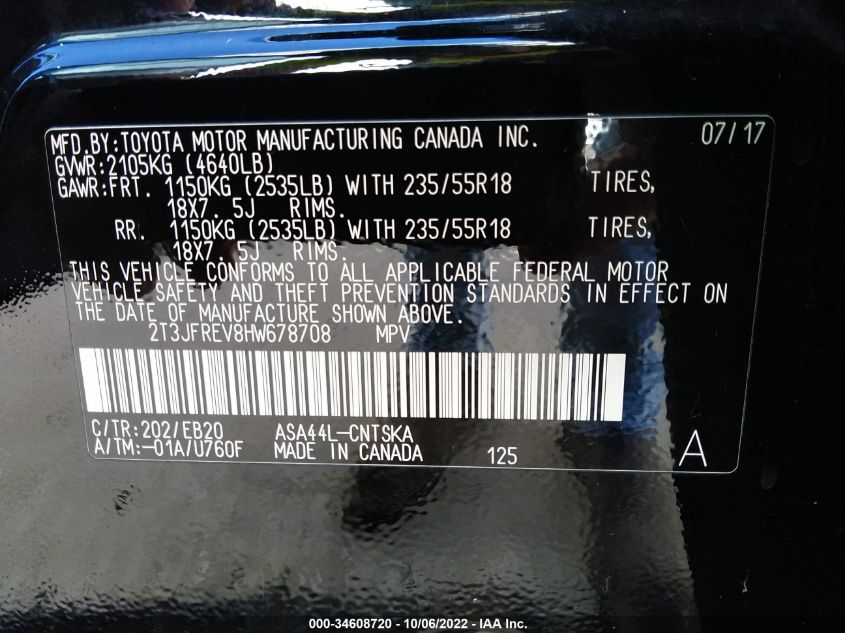 MFD.BY:TOYOTA MOTOR MANUFACTURING CANADA INC. 07/17
GVWR:2105KG (4640LB)
GAWR:FRT. 1150KG (2535LB) WITH 235/55R18 TIRES,
18X7. 5J RIMS.
RR. 1150KG (2535LB) WITH 235/55R18 TIRES,
18X7. 5J RIMS.
THIS VEHICLE CONFORMS TO ALL APPLICABLE FEDERAL MOTOR
VEHICLE SAFETY AND THEFT PREVENTION STANDARDS IN EFFECT ON
THE DATE OF MANUFACTURE SHOWN ABOVE.
2T3JFREV8HW678708 MPV
C/TR:202/EB20 ASA44L-CNTSKA
A/TM:-01A/U760F MADE IN CANADA 125 A
000-34608720 - 10/06/2022 - IAA Inc.